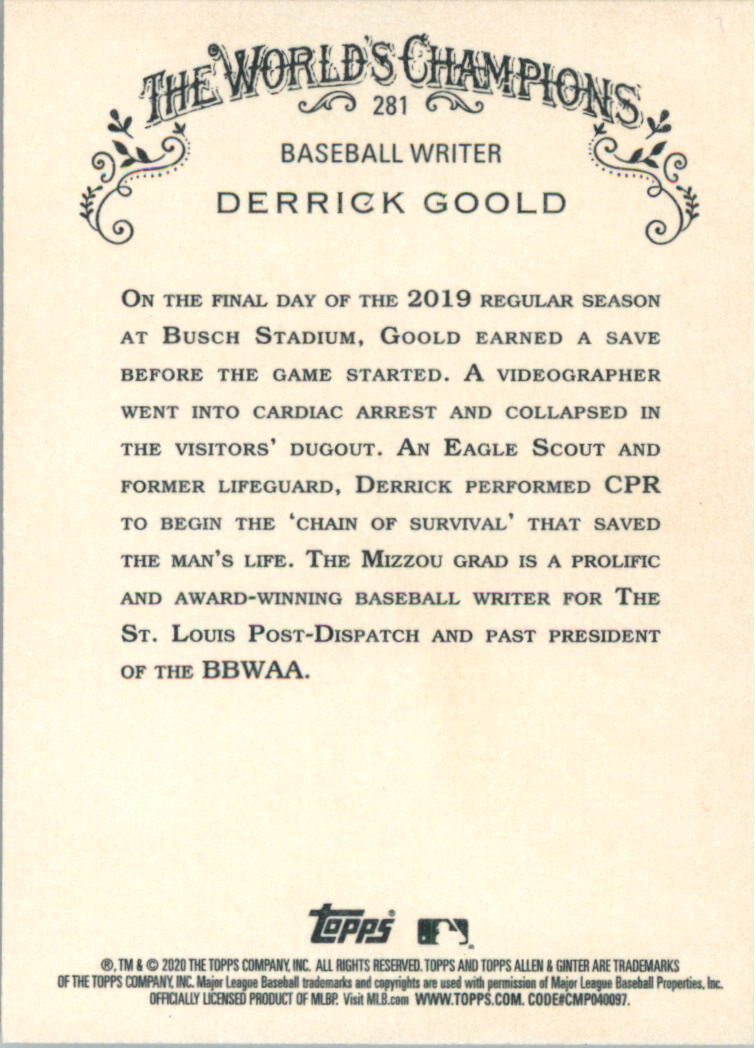 THE WORLD'S CHAMPIONS
281
BASEBALL WRITER
DERRICK GOOLD
ON THE FINAL DAY OF THE 2019 REGULAR SEASON
AT BUSCH STADIUM, GOOLD EARNED A SAVE
BEFORE THE GAME STARTED. A VIDEOGRAPHER
WENT INTO CARDIAC ARREST AND COLLAPSED IN
THE VISITORS' DUGOUT. AN EAGLE SCOUT AND
FORMER LIFEGUARD, DERRICK PERFORMED CPR
TO BEGIN THE ‘CHAIN OF SURVIVAL’ THAT SAVED
THE MAN'S LIFE. THE MIZZOU GRAD IS A PROLIFIC
AND AWARD-WINNING BASEBALL WRITER FOR THE
ST. LOUIS POST-DISPATCH AND PAST PRESIDENT
OF THE BBWAA.
Topps®
®, TM & © 2020 THE TOPPS COMPANY, INC. ALL RIGHTS RESERVED. TOPPS AND TOPPS ALLEN & GINTER ARE TRADEMARKS
OF THE TOPPS COMPANY, INC. Major League Baseball trademarks and copyrights are used with permission of Major League Baseball Properties, Inc.
OFFICIALLY LICENSED PRODUCT OF MLBP. Visit MLB.com WWW.TOPPS.COM. CODE#CMP040097.